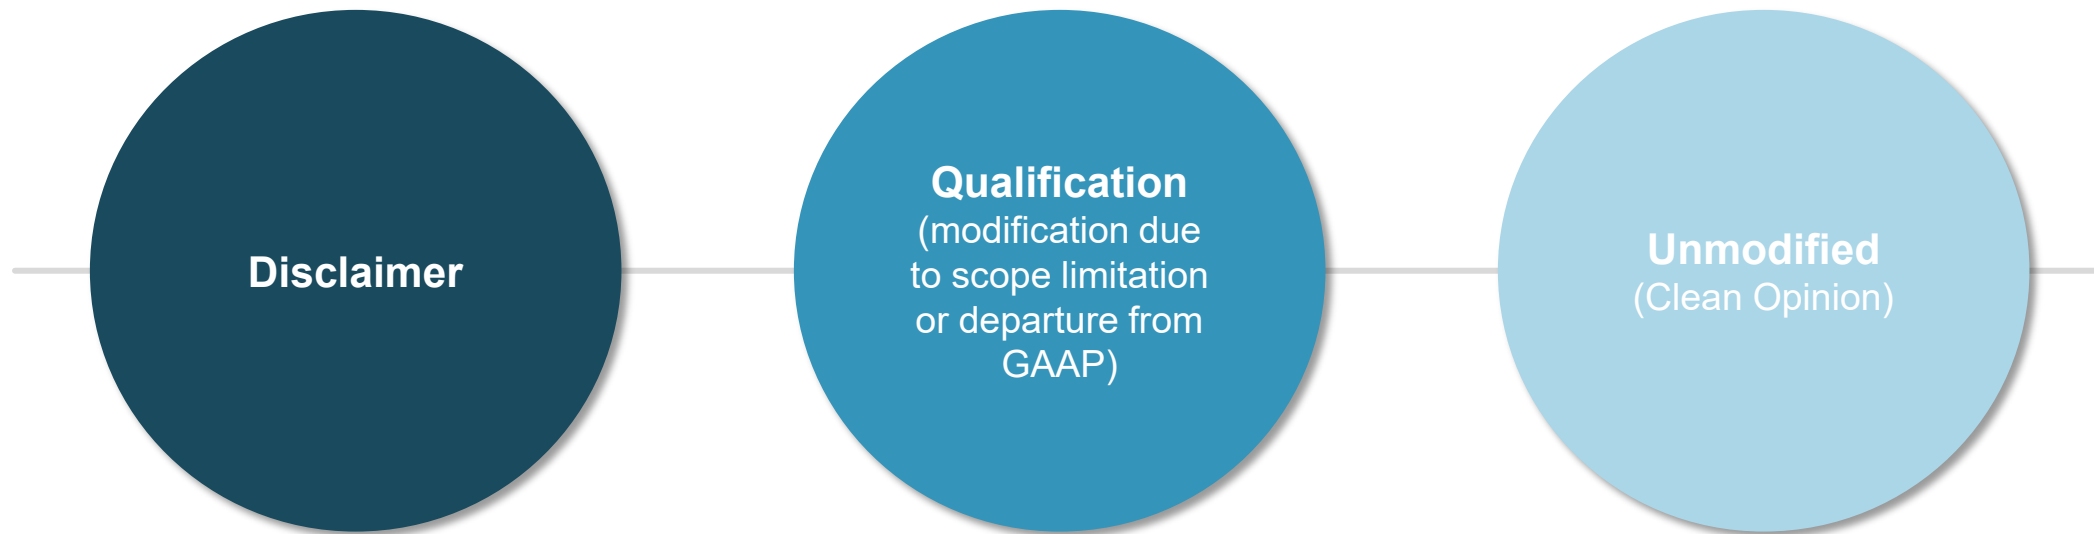 Disclaimer
Qualification
(modification due
to scope limitation
or departure from
GAAP)
Unmodified
(Clean Opinion)